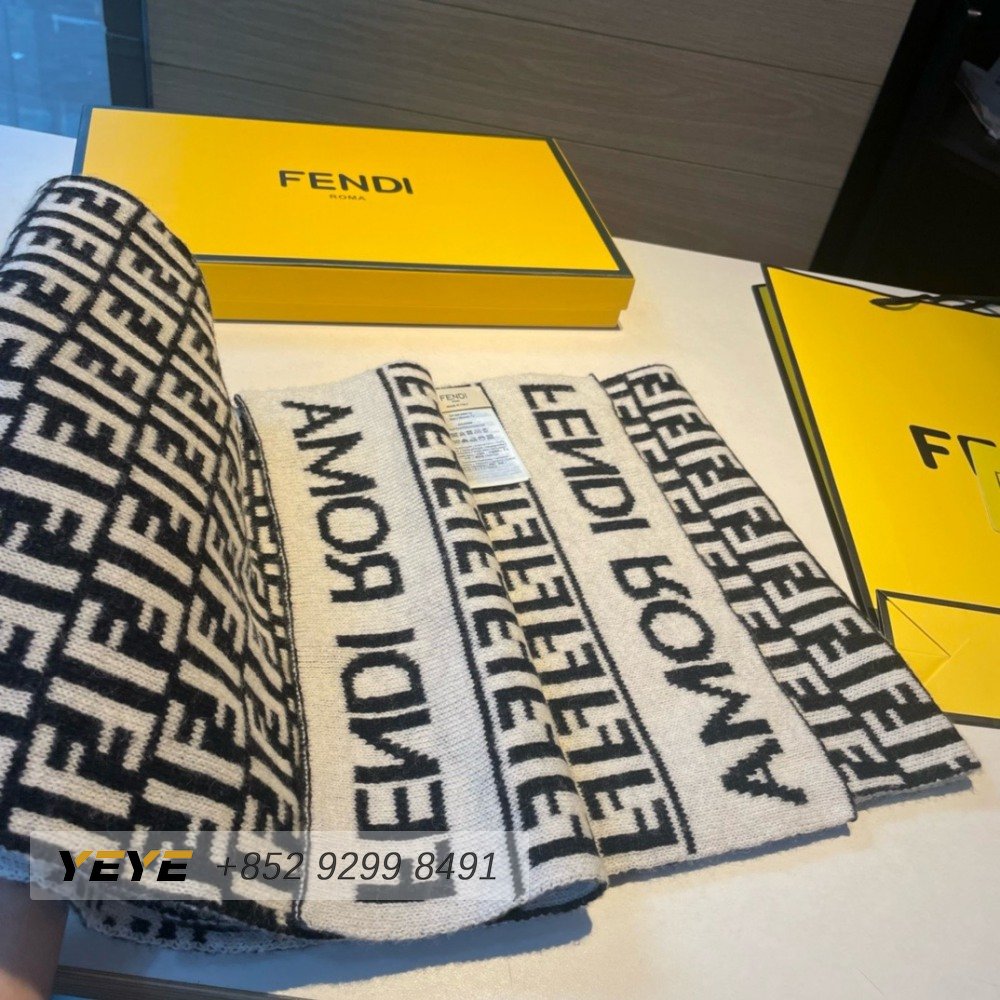 FENDI
ROMA
FENDI
FENDI ROMA
FENDI ROMA
F
YEYE +852 9299 8491